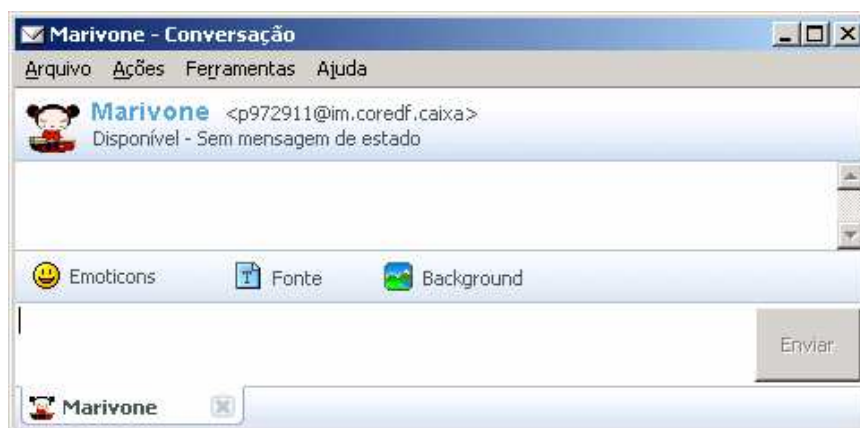 Marivone - Conversação
Arquivo Ações Ferramentas Ajuda
Marivone <p972911@im.coredf.caixa>
Disponível - Sem mensagem de estado
Emoticons T Fonte Background
Enviar
Marivone